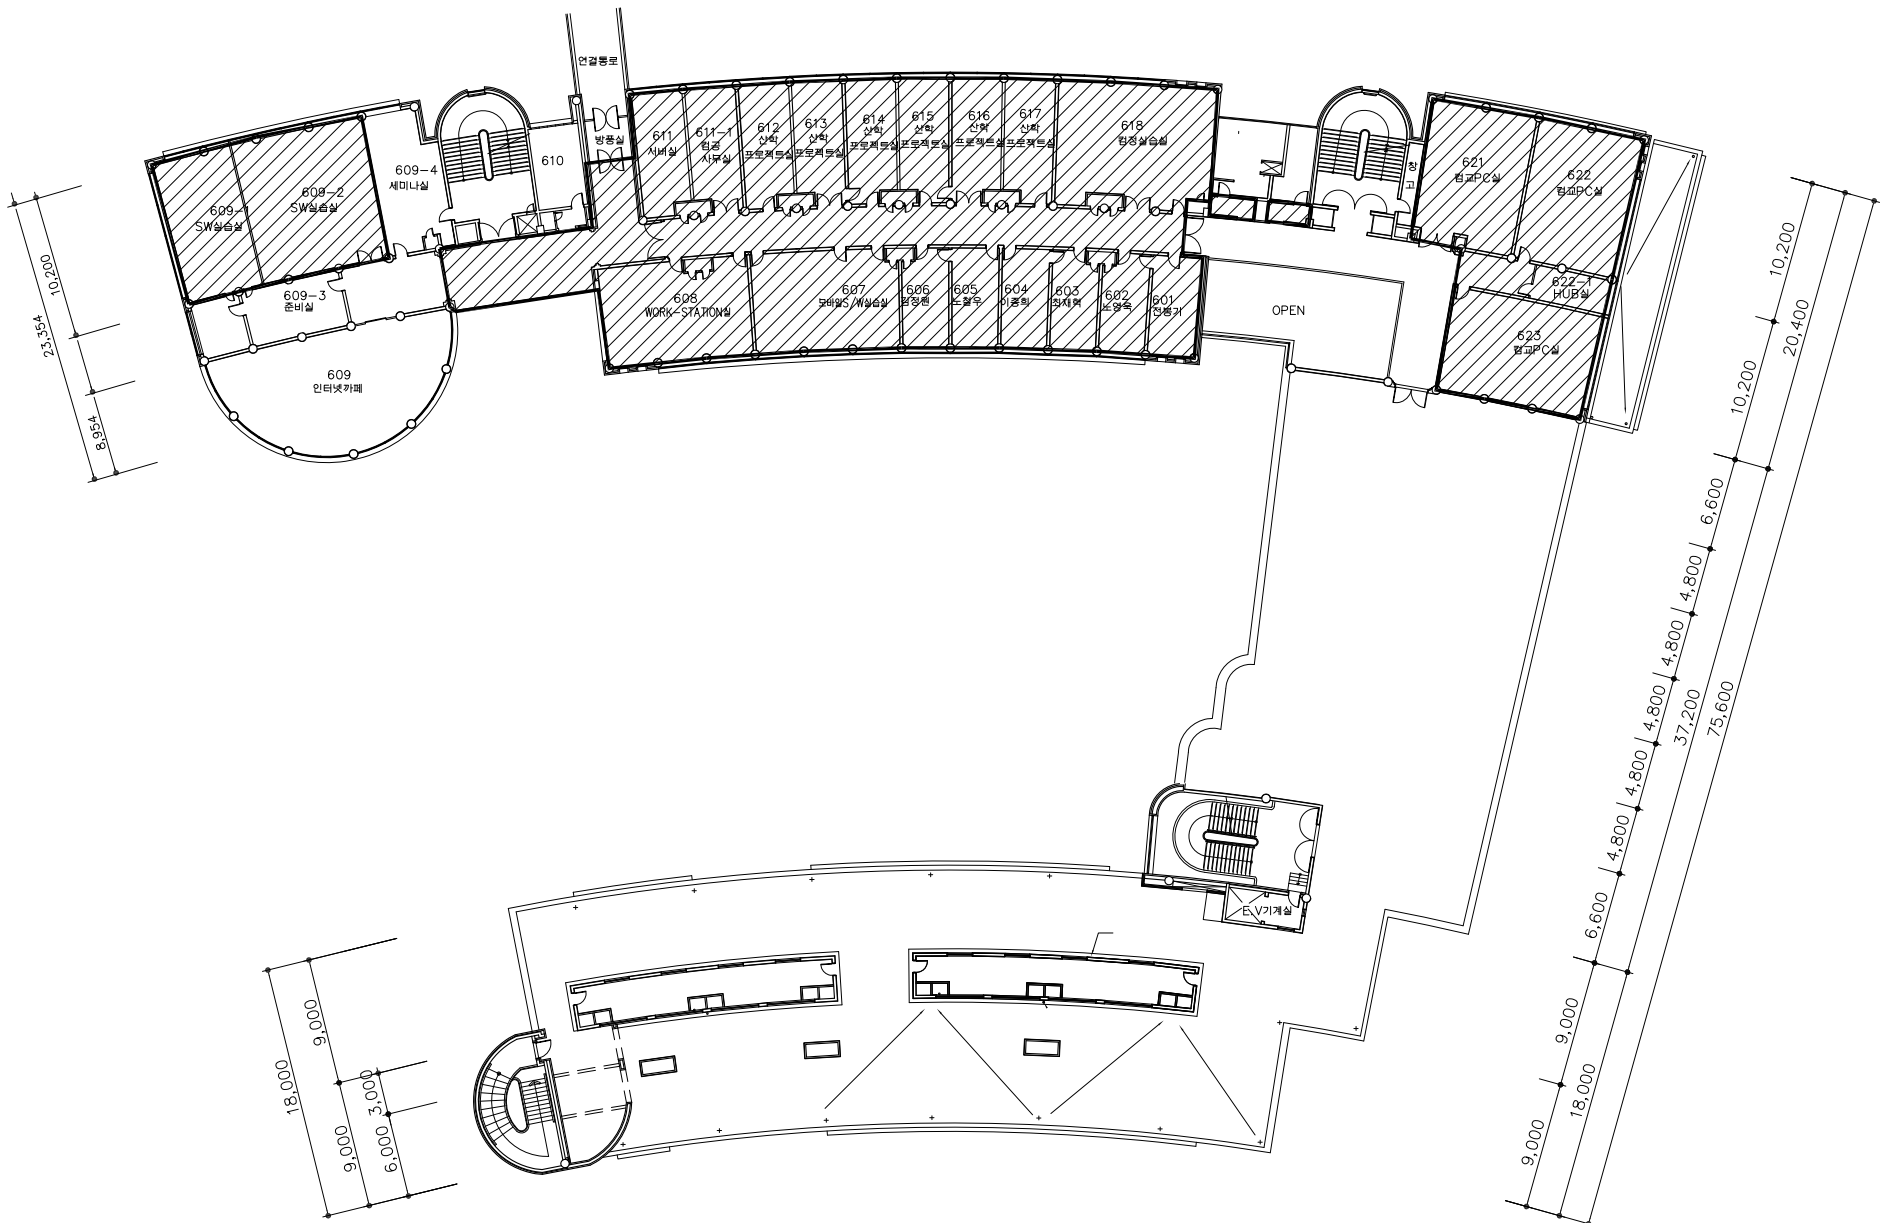 연결통로
방풍실
609-1
SW실습실
609-2
SW실습실
609-3
준비실
609-4
세미나실
609
인터넷까페
610
611
서버실
611-1
컴공
사무실
612
산학
프로젝트실
613
산학
프로젝트실
614
산학
프로젝트실
615
산학
프로젝트실
616
산학
프로젝트실
617
산학
프로젝트실
618
컴정실습실
창고
621
컴교PC실
622
컴교PC실
622-1
HUB실
623
컴교PC실
608
WORK-STATION실
607
모바일S/W실습실
606
김정원
605
노철우
604
이종희
603
최재혁
602
노영욱
601
전봉기
OPEN
E.V기계실
10,200
23,354
8,954
10,200
20,400
10,200
6,600
4,800
4,800
4,800
4,800
4,800
6,600
37,200
75,600
9,000
18,000
9,000
9,000
18,000
9,000
3,000
6,000